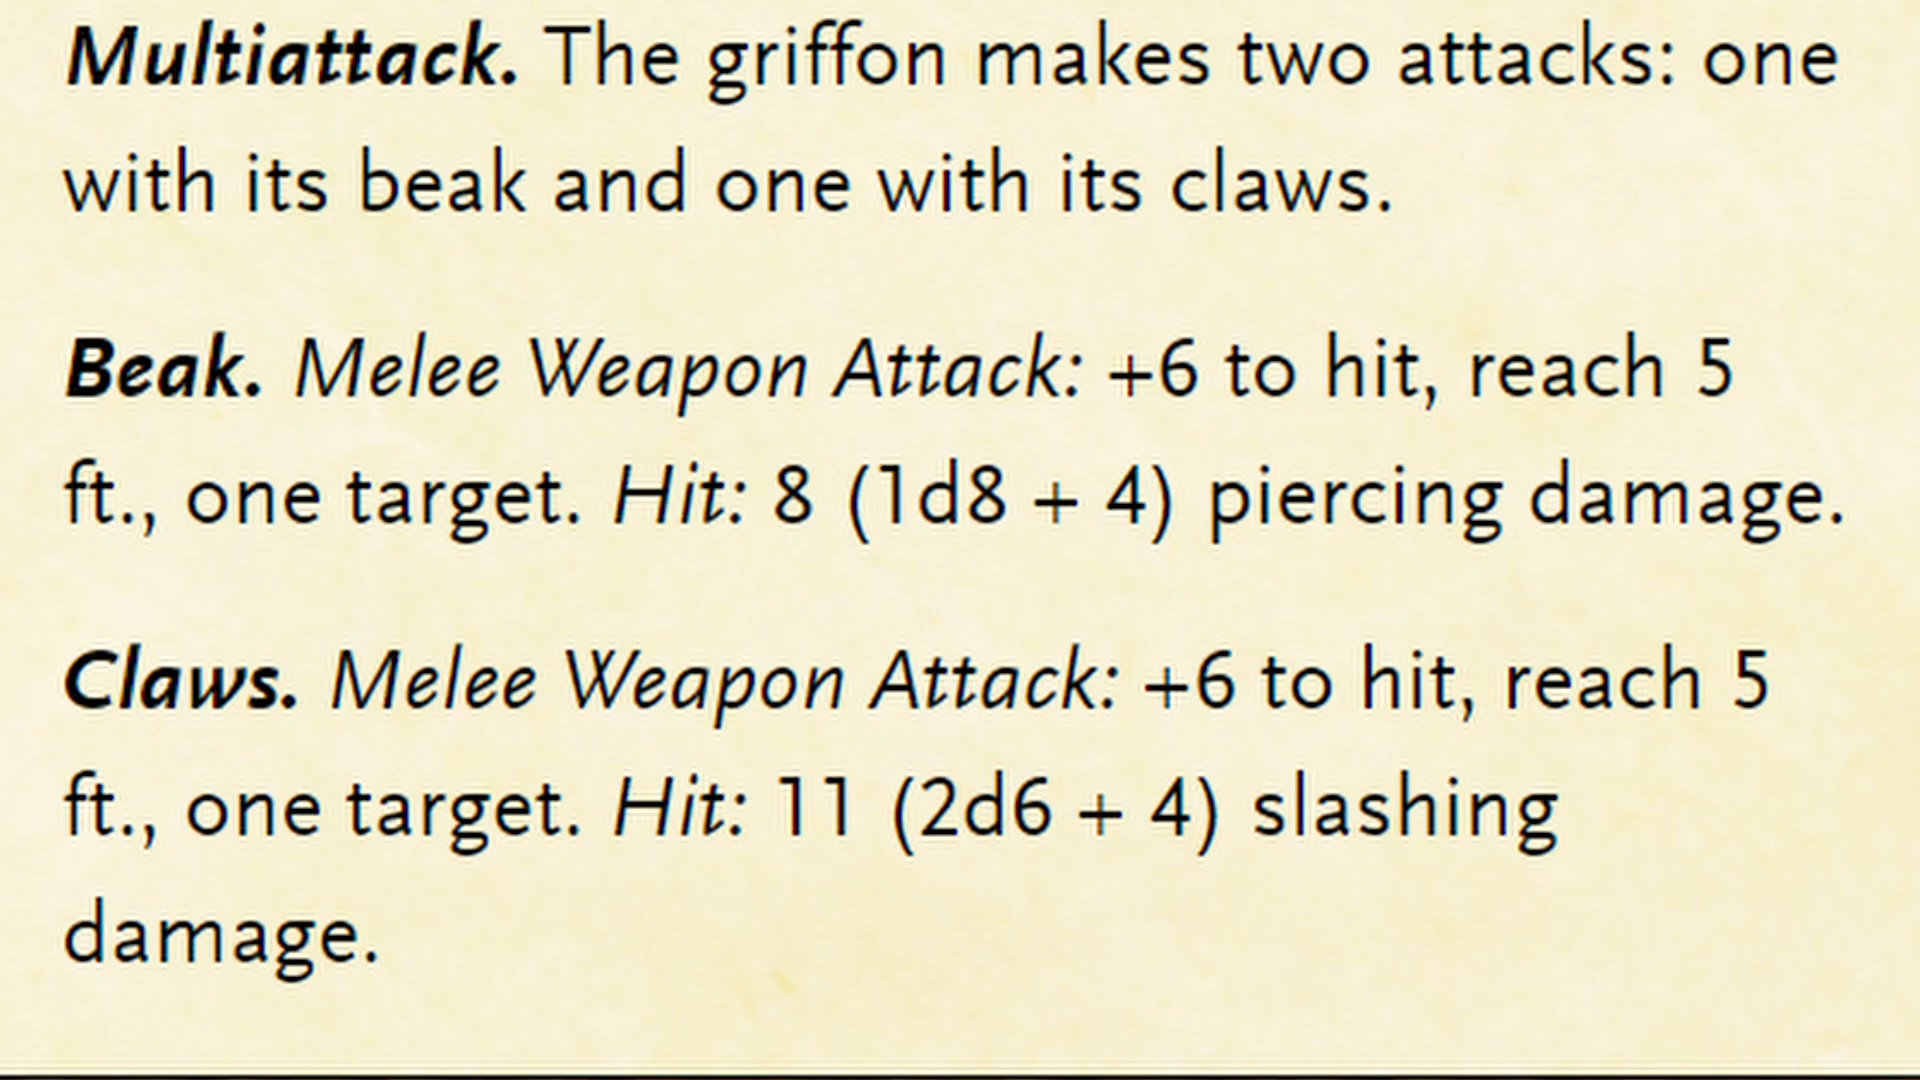 Multiattack. The griffon makes two attacks: one
with its beak and one with its claws.
Beak. Melee Weapon Attack: +6 to hit, reach 5
ft., one target. Hit: 8 (1d8 + 4) piercing damage.
Claws. Melee Weapon Attack: +6 to hit, reach 5
ft., one target. Hit: 11 (2d6 + 4) slashing
damage.